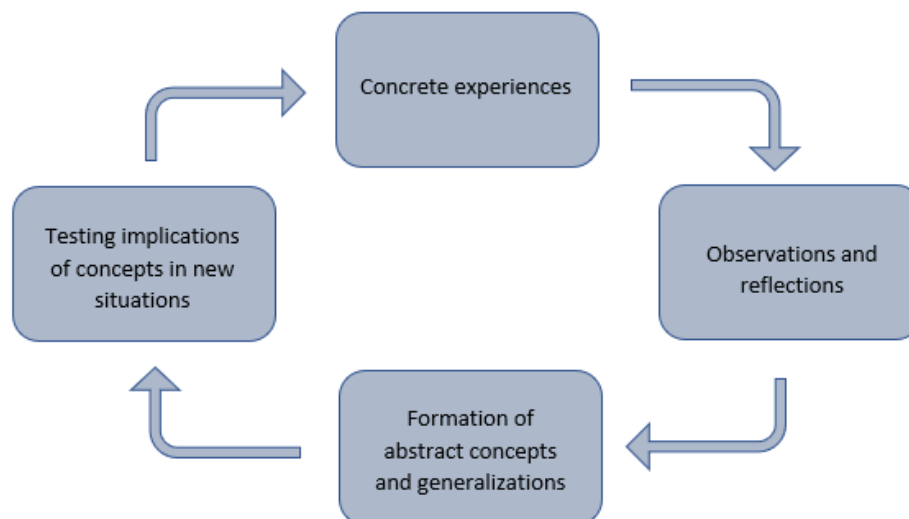 Concrete experiences
Observations and
reflections
Formation of
abstract concepts
and generalizations
Testing implications
of concepts in new
situations